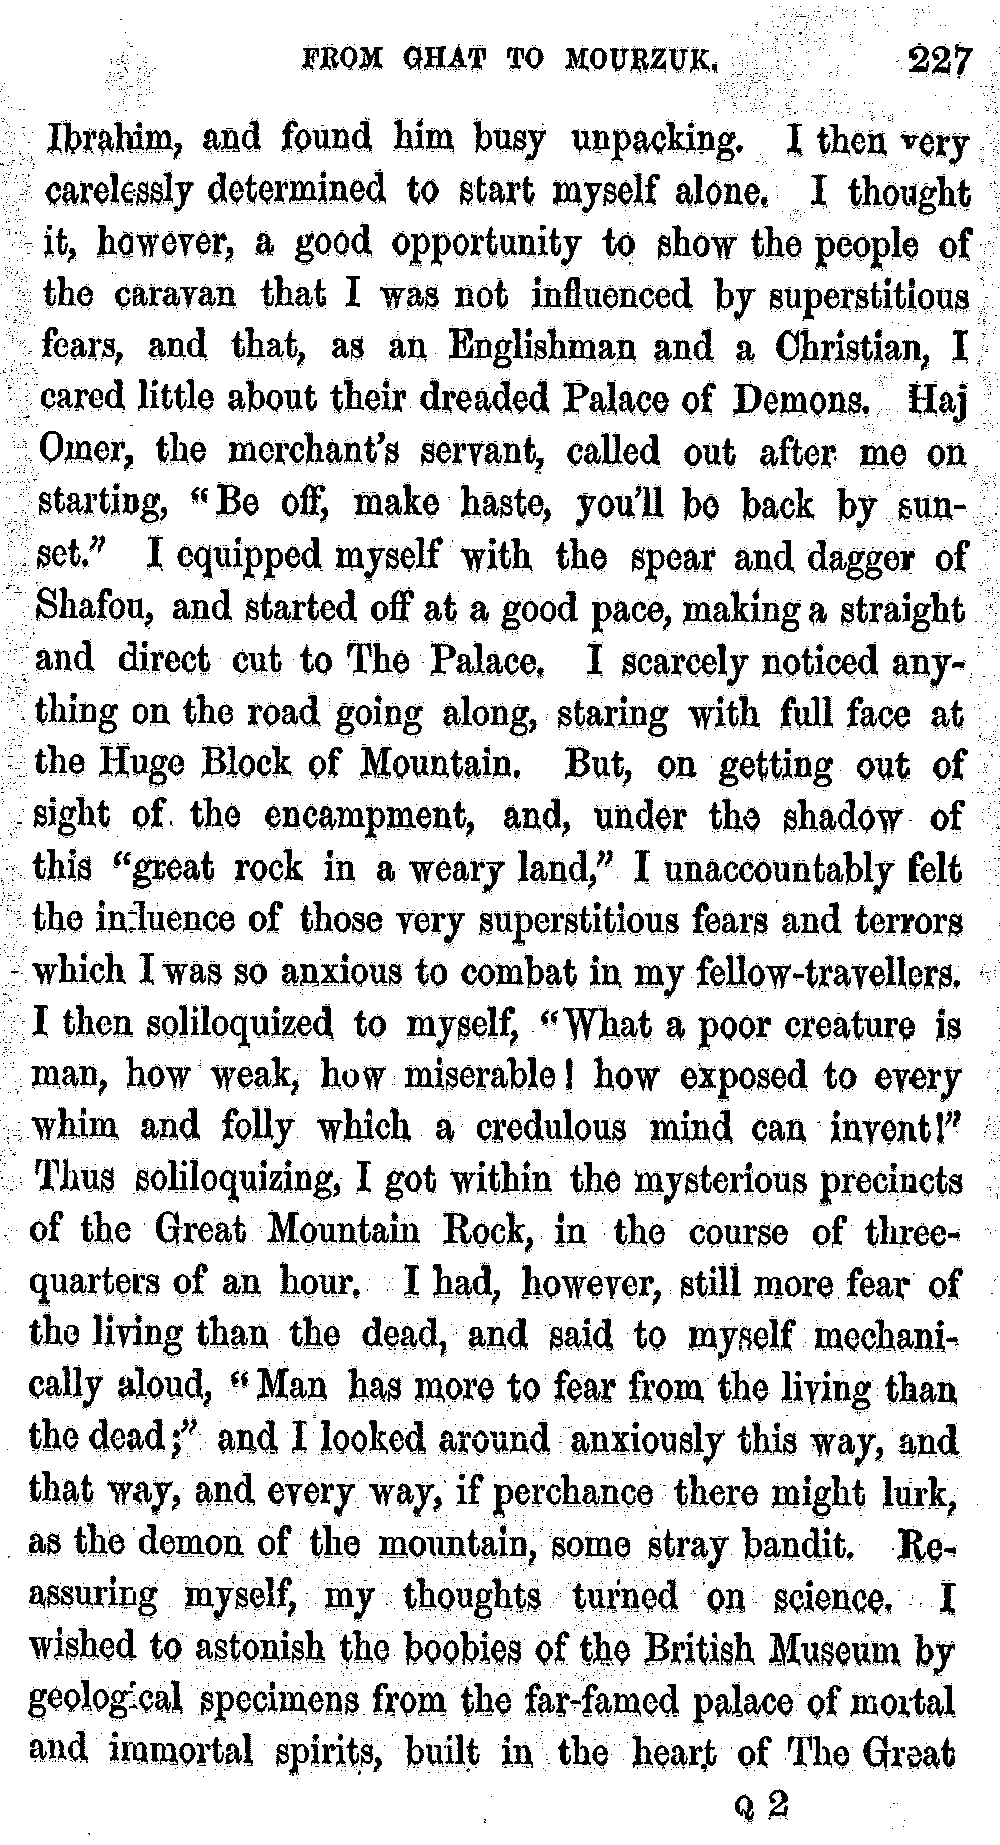 FROM GHAT TO MOURZUK. 227
Ibrahim, and found him busy unpacking. I then very
carelessly determined to start myself alone. I thought
it, however, a good opportunity to show the people of
the caravan that I was not influenced by superstitious
fears, and that, as an Englishman and a Christian, I
cared little about their dreaded Palace of Demons. Haj
Omer, the merchant's servant, called out after me on
starting, "Be off, make haste, you'll be back by sun-
set." I equipped myself with the spear and dagger of
Shafou, and started off at a good pace, making a straight
and direct cut to The Palace. I scarcely noticed any-
thing on the road going along, staring with full face at
the Huge Block of Mountain. But, on getting out of
sight of the encampment, and, under the shadow of
this "great rock in a weary land," I unaccountably felt
the influence of those very superstitious fears and terrors
which I was so anxious to combat in my fellow-travellers.
I then soliloquized to myself, "What a poor creature is
man, how weak, how miserable! how exposed to every
whim and folly which a credulous mind can invent!"
Thus soliloquizing, I got within the mysterious precincts
of the Great Mountain Rock, in the course of three-
quarters of an hour. I had, however, still more fear of
the living than the dead, and said to myself mechani-
cally aloud, "Man has more to fear from the living than
the dead;" and I looked around anxiously this way, and
that way, and every way, if perchance there might lurk,
as the demon of the mountain, some stray bandit. Re-
assuring myself, my thoughts turned on science. I
wished to astonish the boobies of the British Museum by
geological specimens from the far-famed palace of mortal
and immortal spirits, built in the heart of The Great
Q 2